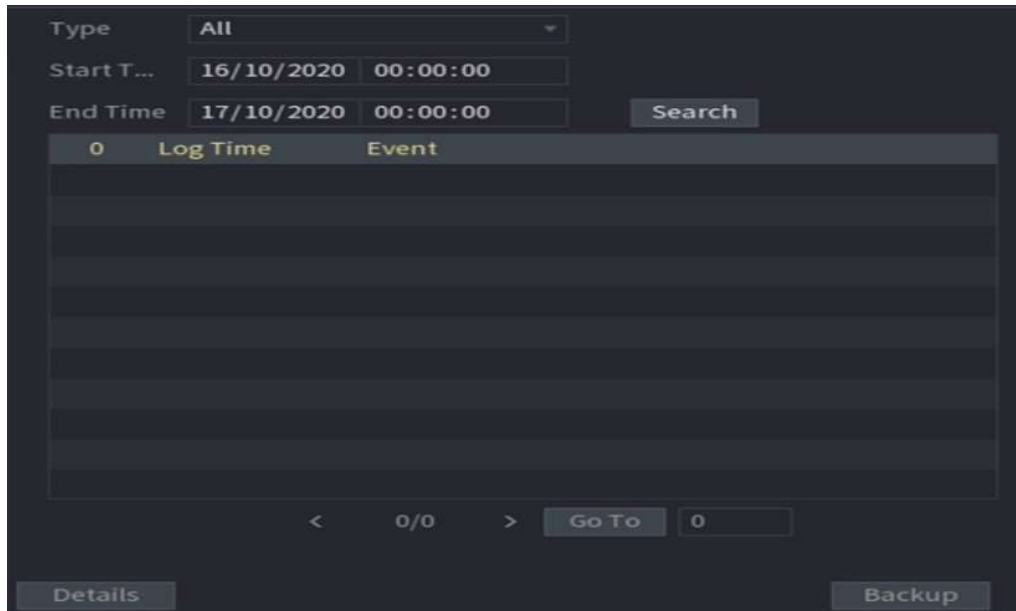 Type All
Start T... 16/10/2020 00:00:00
End Time 17/10/2020 00:00:00 Search
0 Log Time Event
< 0/0 > Go To 0
Details Backup